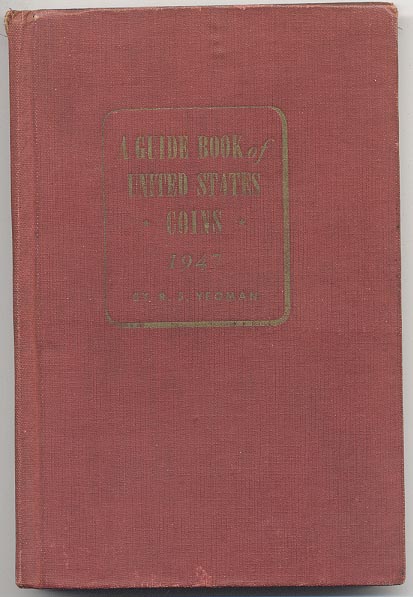 A GUIDE BOOK of
UNITED STATES
• COINS •
1947
BY R. S. YEOMAN